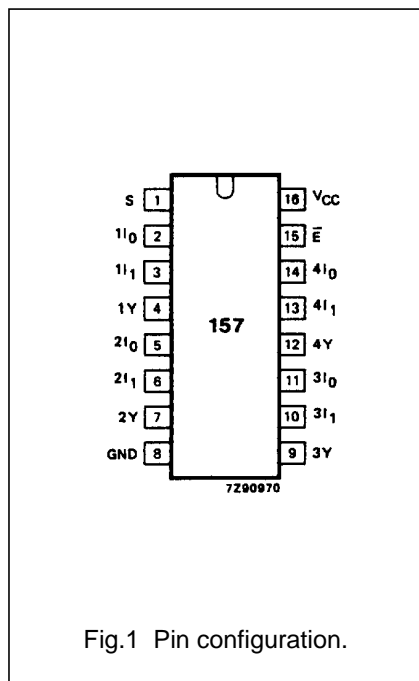 S 1 16 VCC
1I0 2 15 E̅
1I1 3 14 4I0
1Y 4 13 4I1
157
2I0 5 12 4Y
2I1 6 11 3I0
2Y 7 10 3I1
GND 8 9 3Y
7Z90970
Fig.1 Pin configuration.